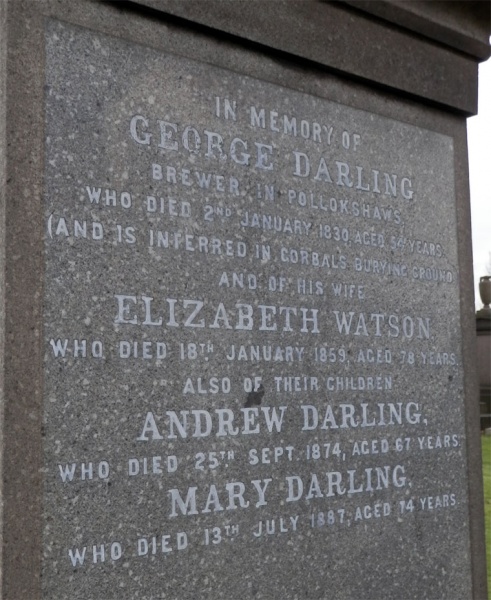 IN MEMORY OF
GEORGE DARLING
BREWER IN POLLOKSHAWS,
WHO DIED 2ND JANUARY 1830, AGED 54 YEARS.
(AND IS INFERRED IN GORBALS BURYING GROUND)
AND OF HIS WIFE
ELIZABETH WATSON,
WHO DIED 18TH JANUARY 1859, AGED 78 YEARS.
ALSO OF THEIR CHILDREN
ANDREW DARLING,
WHO DIED 25TH SEPT. 1874, AGED 67 YEARS.
MARY DARLING,
WHO DIED 13TH JULY 1887, AGED 74 YEARS.